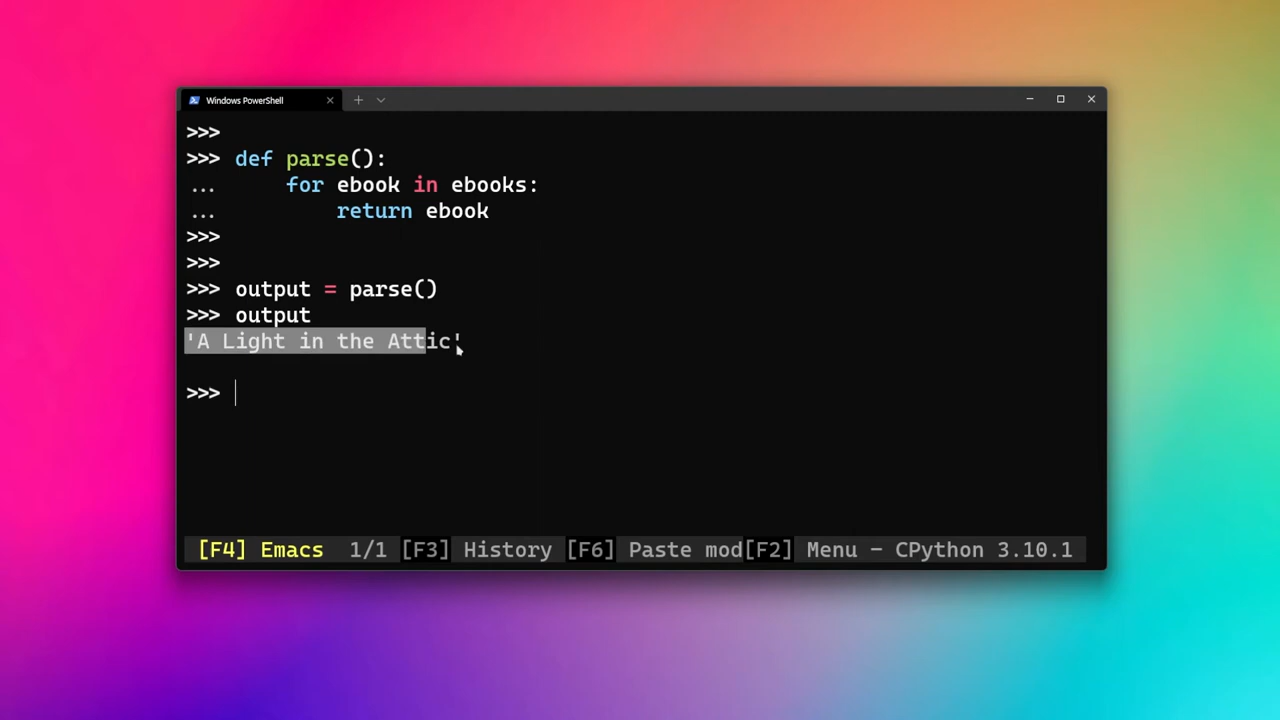 Windows PowerShell
>>>
>>> def parse():
... for ebook in ebooks:
... return ebook
>>>
>>>
>>> output = parse()
>>> output
'A Light in the Attic'
>>>
[F4] Emacs 1/1 [F3] History [F6] Paste mod[F2] Menu – CPython 3.10.1